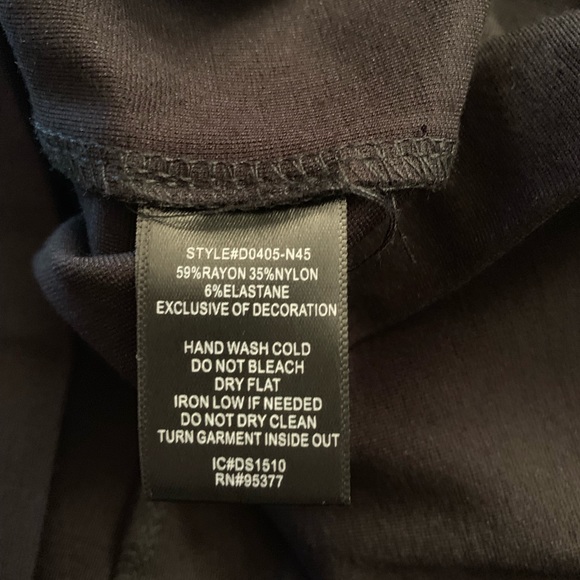 STYLE#D0405-N45
59%RAYON 35%NYLON
6%ELASTANE
EXCLUSIVE OF DECORATION
HAND WASH COLD
DO NOT BLEACH
DRY FLAT
IRON LOW IF NEEDED
DO NOT DRY CLEAN
TURN GARMENT INSIDE OUT
IC#DS1510
RN#95377